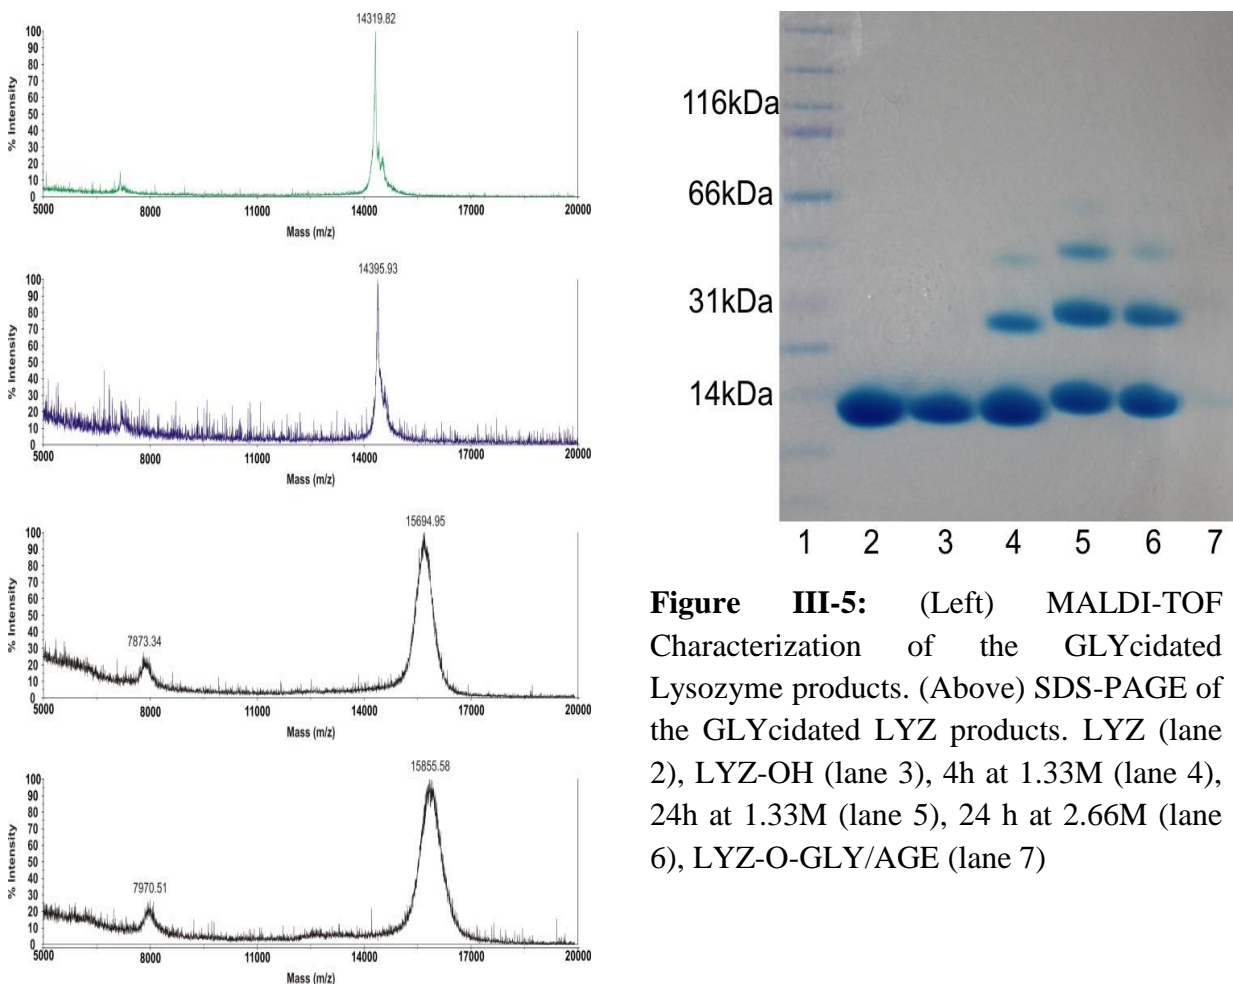 14319.82
100
90
80
70
60
50
40
30
20
10
0
% Intensity
5000 8000 11000 14000 17000 20000
Mass (m/z)
14395.93
100
90
80
70
60
50
40
30
20
10
0
% Intensity
5000 8000 11000 14000 17000 20000
Mass (m/z)
15694.95
7873.34
100
90
80
70
60
50
40
30
20
10
0
% Intensity
5000 8000 11000 14000 17000 20000
Mass (m/z)
15855.58
7970.51
100
90
80
70
60
50
40
30
20
10
0
% Intensity
5000 8000 11000 14000 17000 20000
Mass (m/z)
116kDa
66kDa
31kDa
14kDa
1 2 3 4 5 6 7
Figure III-5: (Left) MALDI-TOF
Characterization of the GLYcidated
Lysozyme products. (Above) SDS-PAGE of
the GLYcidated LYZ products. LYZ (lane
2), LYZ-OH (lane 3), 4h at 1.33M (lane 4),
24h at 1.33M (lane 5), 24 h at 2.66M (lane
6), LYZ-O-GLY/AGE (lane 7)